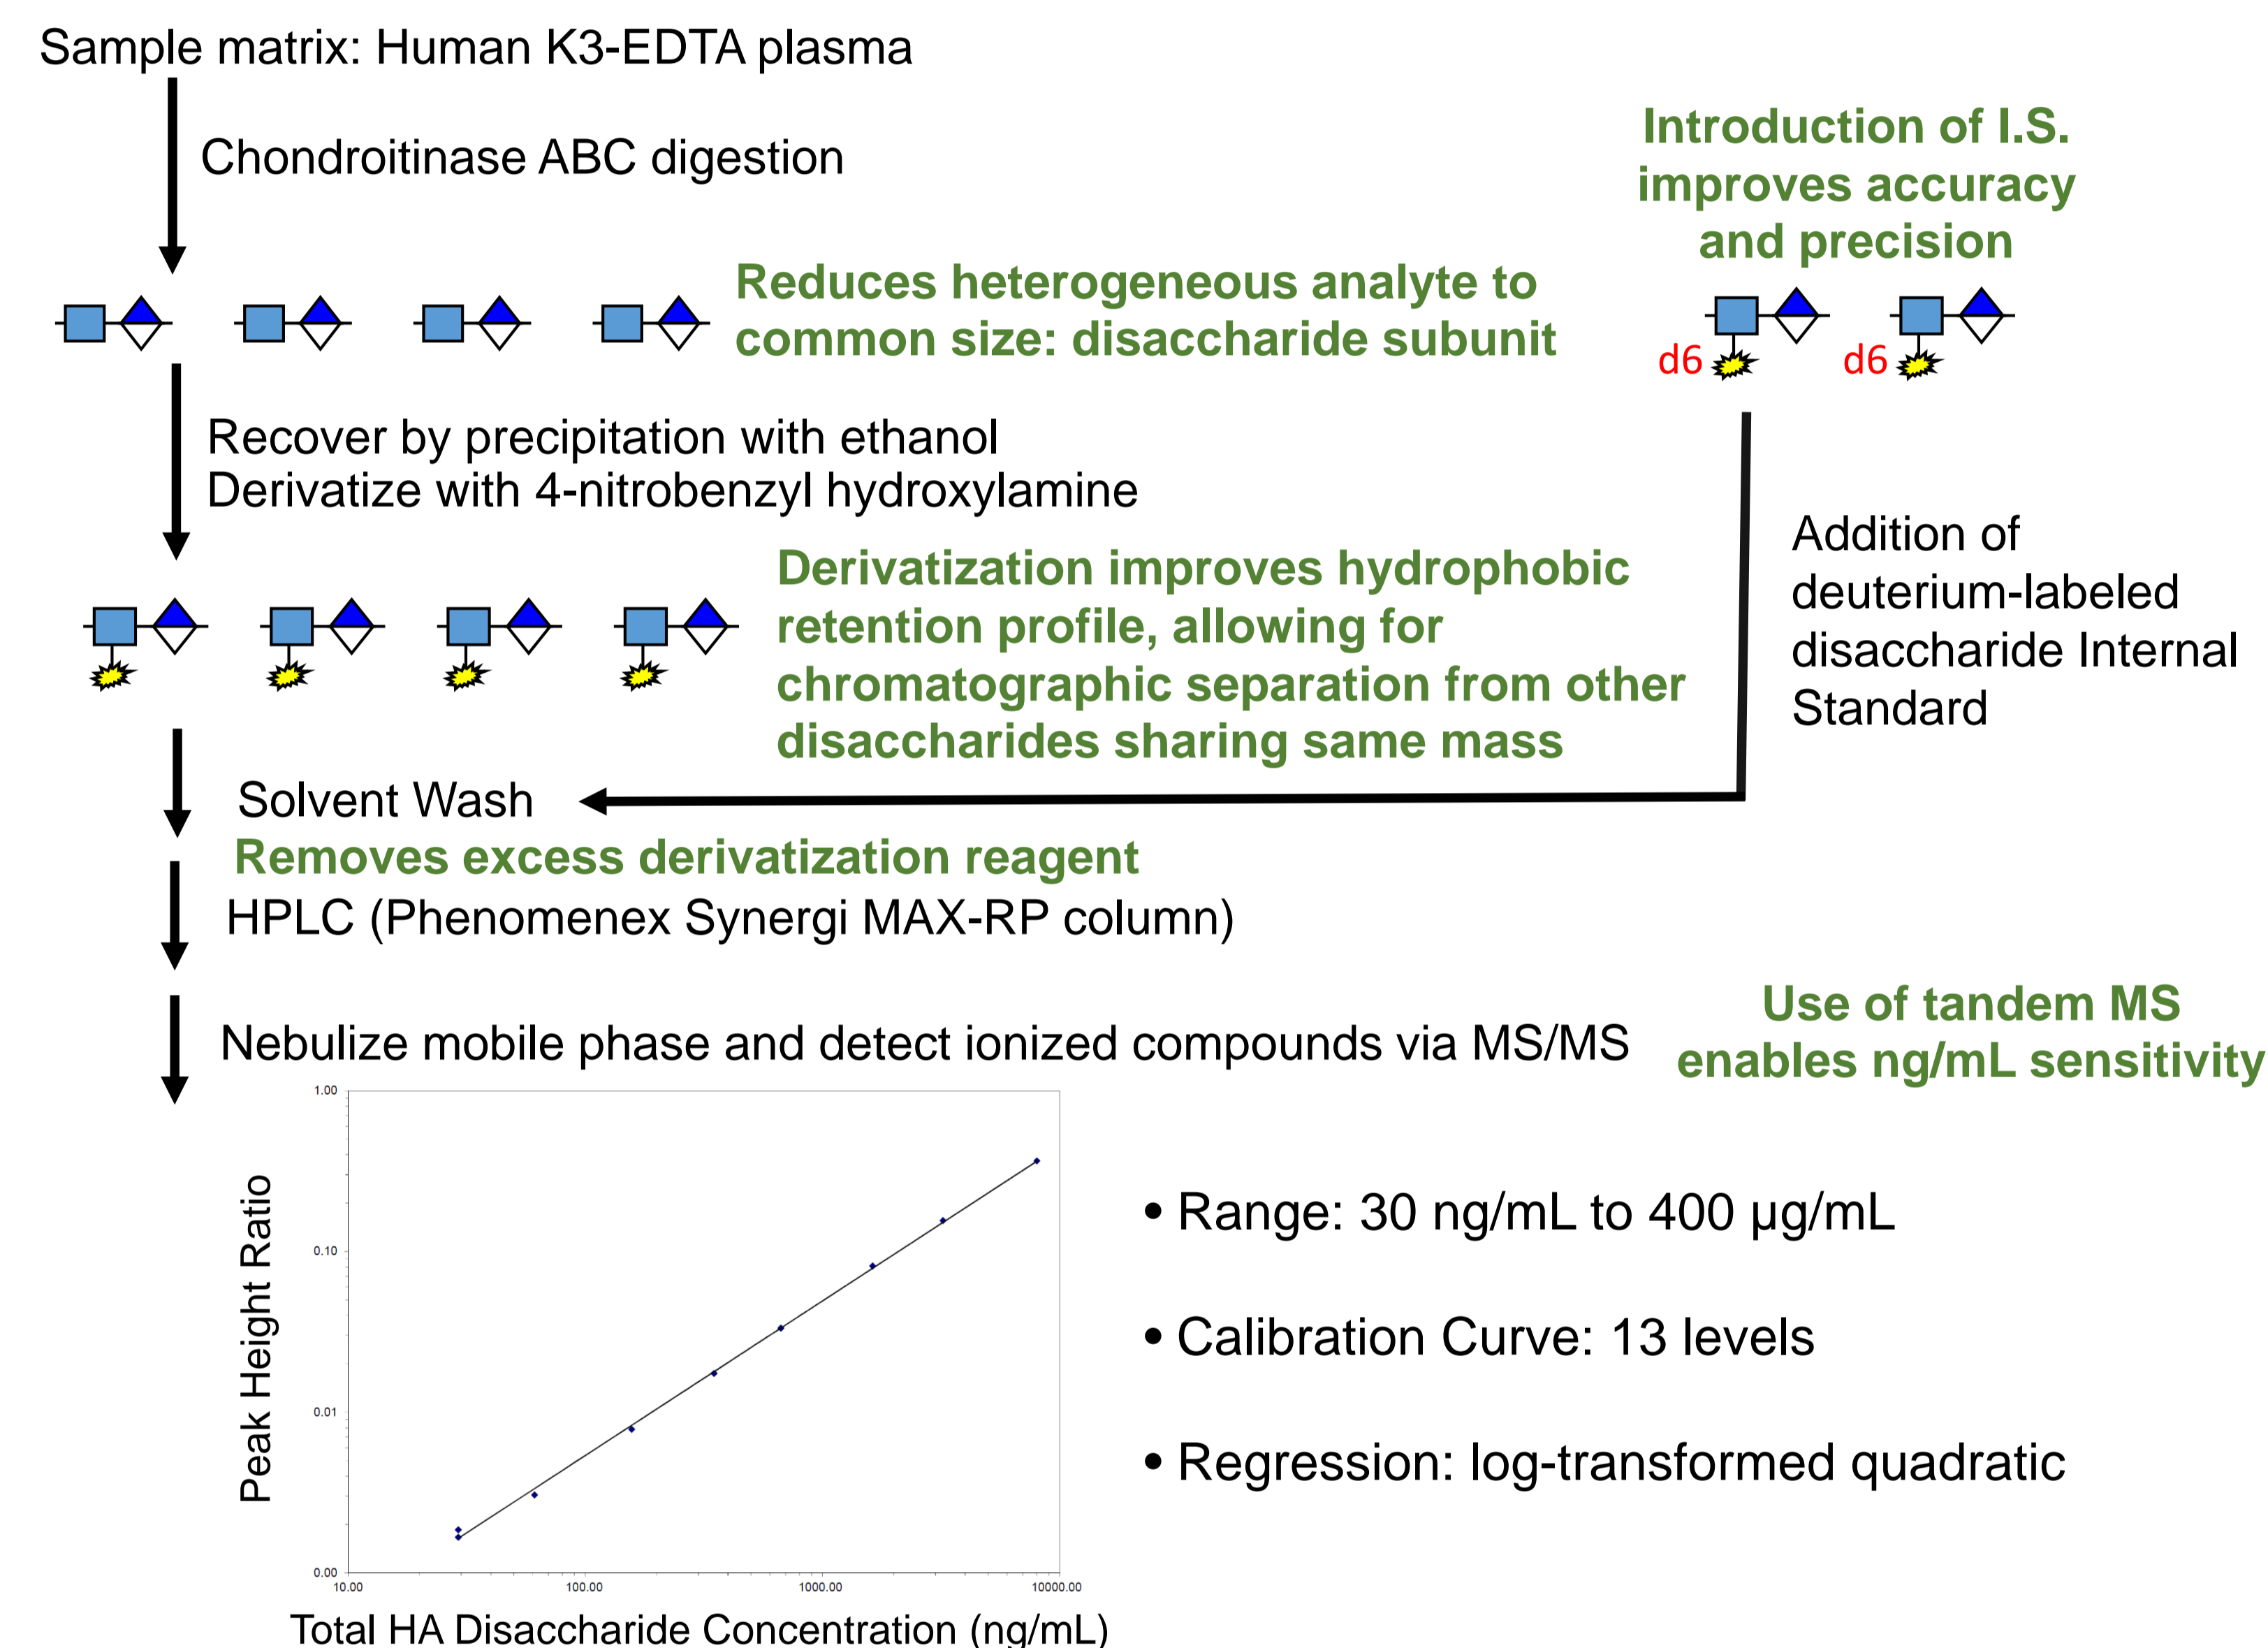 Sample matrix: Human K3-EDTA plasma
Chondroitinase ABC digestion
Introduction of I.S.
improves accuracy
and precision
Reduces heterogeneous analyte to
common size: disaccharide subunit
d6
d6
Recover by precipitation with ethanol
Derivatize with 4-nitrobenzyl hydroxylamine
Addition of
deuterium-labeled
disaccharide Internal
Standard
Derivatization improves hydrophobic
retention profile, allowing for
chromatographic separation from other
disaccharides sharing same mass
Solvent Wash
Removes excess derivatization reagent
HPLC (Phenomenex Synergi MAX-RP column)
Nebulize mobile phase and detect ionized compounds via MS/MS
Use of tandem MS
enables ng/mL sensitivity
1.00
0.10
0.01
0.00
Peak Height Ratio
10.00
100.00
1000.00
10000.00
Total HA Disaccharide Concentration (ng/mL)
• Range: 30 ng/mL to 400 µg/mL
• Calibration Curve: 13 levels
• Regression: log-transformed quadratic